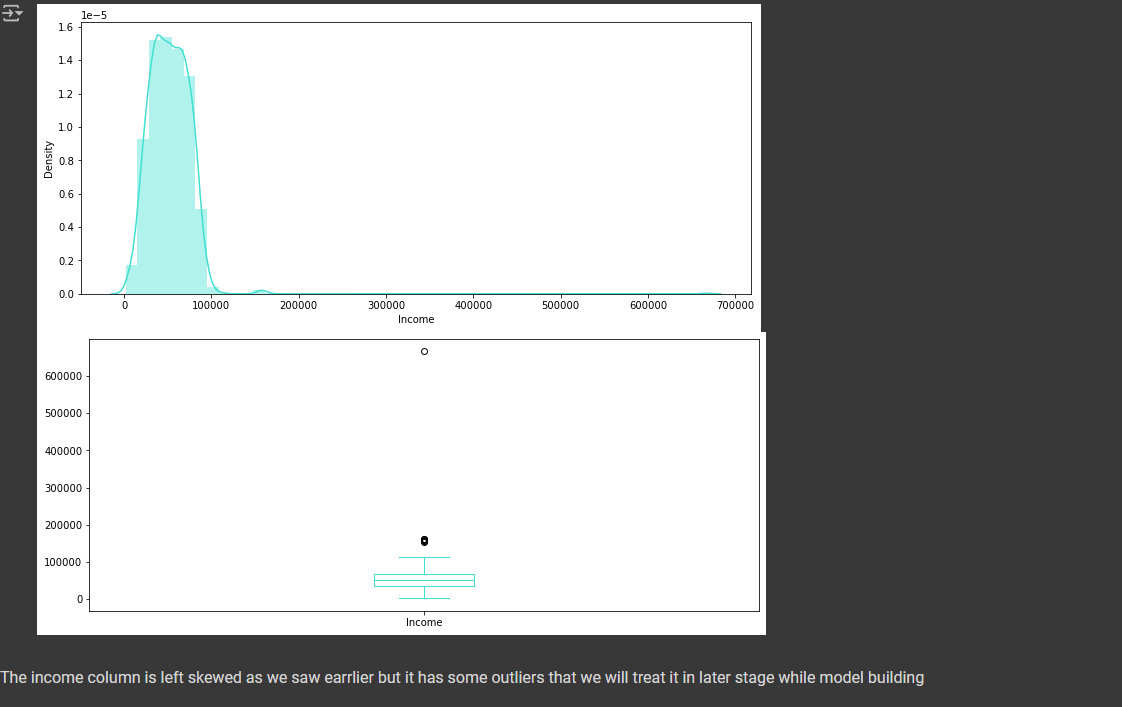 1e−5
1.6
1.4
1.2
1.0
0.8
0.6
0.4
0.2
0.0
Density
0 100000 200000 300000 400000 500000 600000 700000
Income
600000
500000
400000
300000
200000
100000
0
Income
The income column is left skewed as we saw earrlier but it has some outliers that we will treat it in later stage while model building